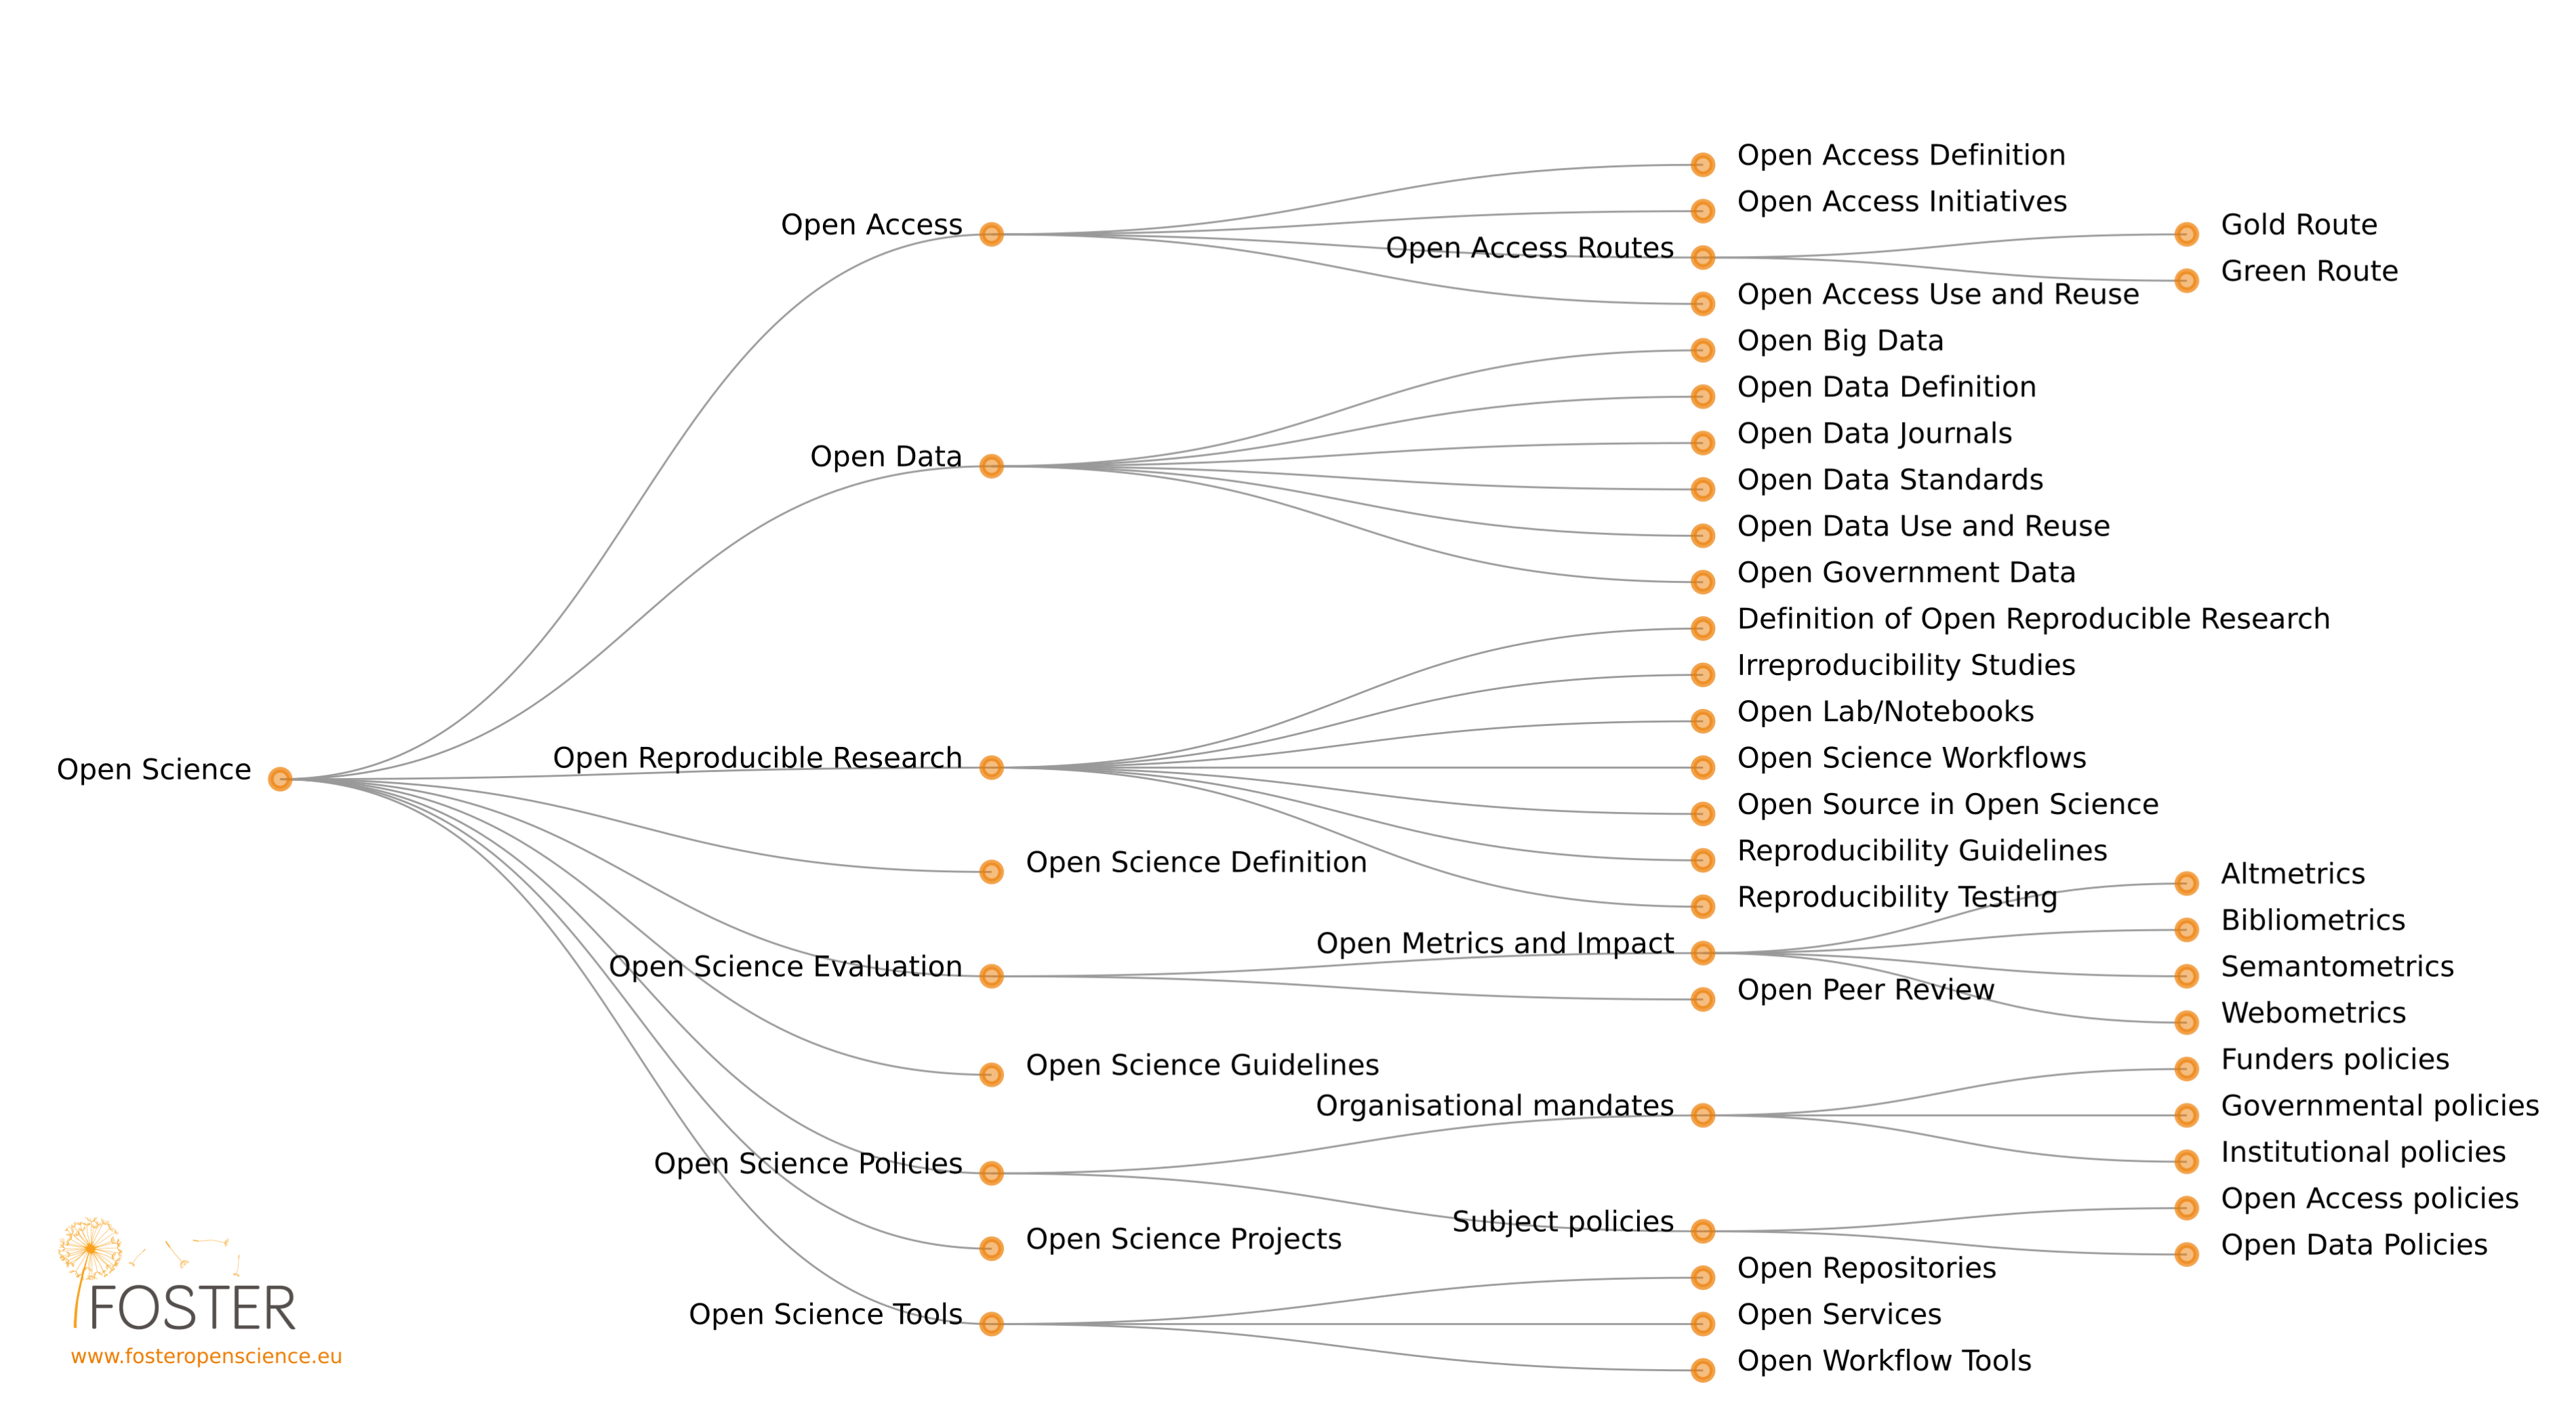 Open Science
Open Access
Open Access Definition
Open Access Initiatives
Open Access Routes
Gold Route
Green Route
Open Access Use and Reuse
Open Data
Open Big Data
Open Data Definition
Open Data Journals
Open Data Standards
Open Data Use and Reuse
Open Government Data
Open Reproducible Research
Definition of Open Reproducible Research
Irreproducibility Studies
Open Lab/Notebooks
Open Science Workflows
Open Source in Open Science
Reproducibility Guidelines
Reproducibility Testing
Open Science Definition
Open Science Evaluation
Open Metrics and Impact
Altmetrics
Bibliometrics
Semantometrics
Webometrics
Open Peer Review
Open Science Guidelines
Open Science Policies
Organisational mandates
Funders policies
Governmental policies
Institutional policies
Subject policies
Open Access policies
Open Data Policies
Open Science Projects
Open Science Tools
Open Repositories
Open Services
Open Workflow Tools
FOSTER
www.fosteropenscience.eu